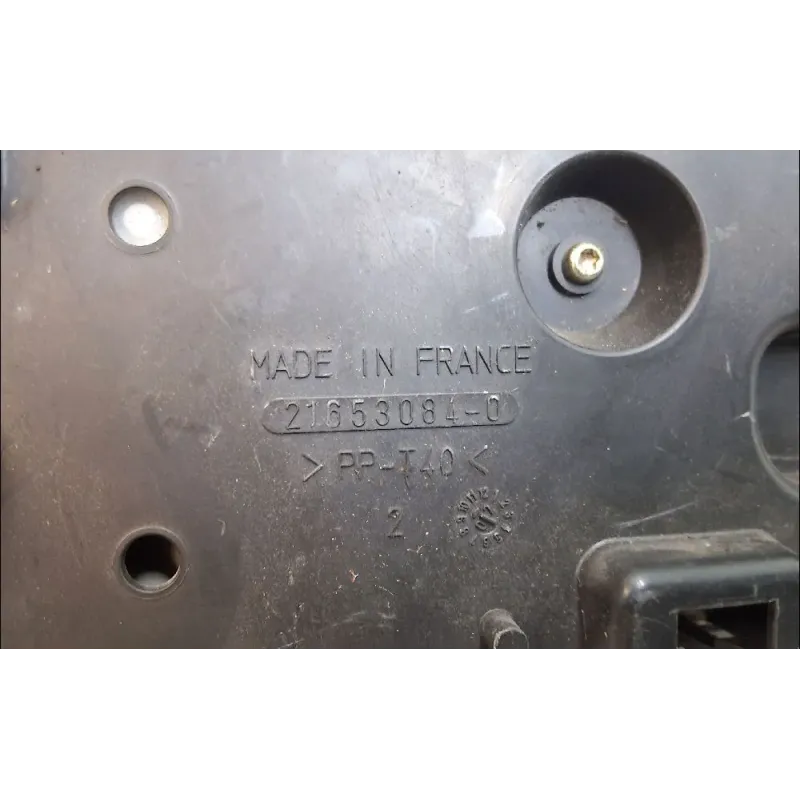 MADE IN FRANCE
21653084-0
> PP-T40 <
2